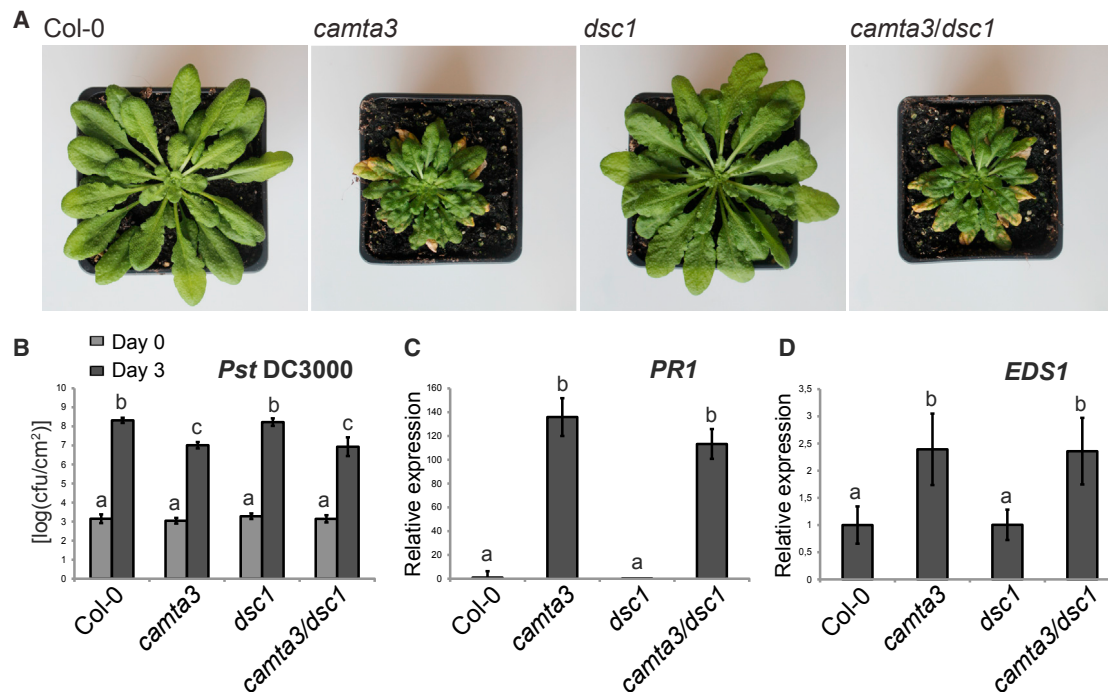 A
Col-0 camta3 dsc1 camta3/dsc1
B
Day 0
Day 3
Pst DC3000
[log(cfu/cm²)]
10
9
8
7
6
5
4
3
2
1
0
a b a c a b a c
Col-0 camta3 dsc1 camta3/dsc1
C
PR1
Relative expression
160
140
120
100
80
60
40
20
0
a b a b
Col-0 camta3 dsc1 camta3/dsc1
D
EDS1
Relative expression
3,5
3
2,5
2
1,5
1
0,5
0
a b a b
Col-0 camta3 dsc1 camta3/dsc1